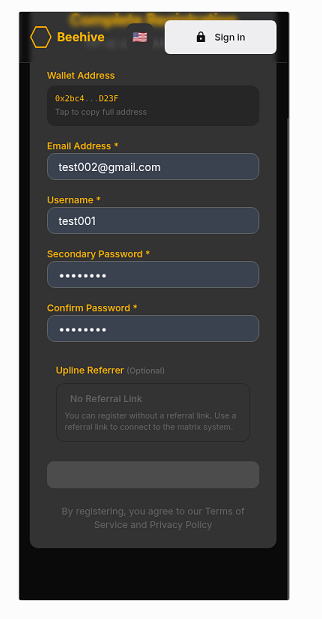 Complete Registration
Beehive
Sign in
Wallet Address
0x2bc4...D23F
Tap to copy full address
Email Address *
test002@gmail.com
Username *
test001
Secondary Password *
••••••••
Confirm Password *
••••••••
Upline Referrer (Optional)
No Referral Link
You can register without a referral link. Use a
referral link to connect to the matrix system.
By registering, you agree to our Terms of
Service and Privacy Policy